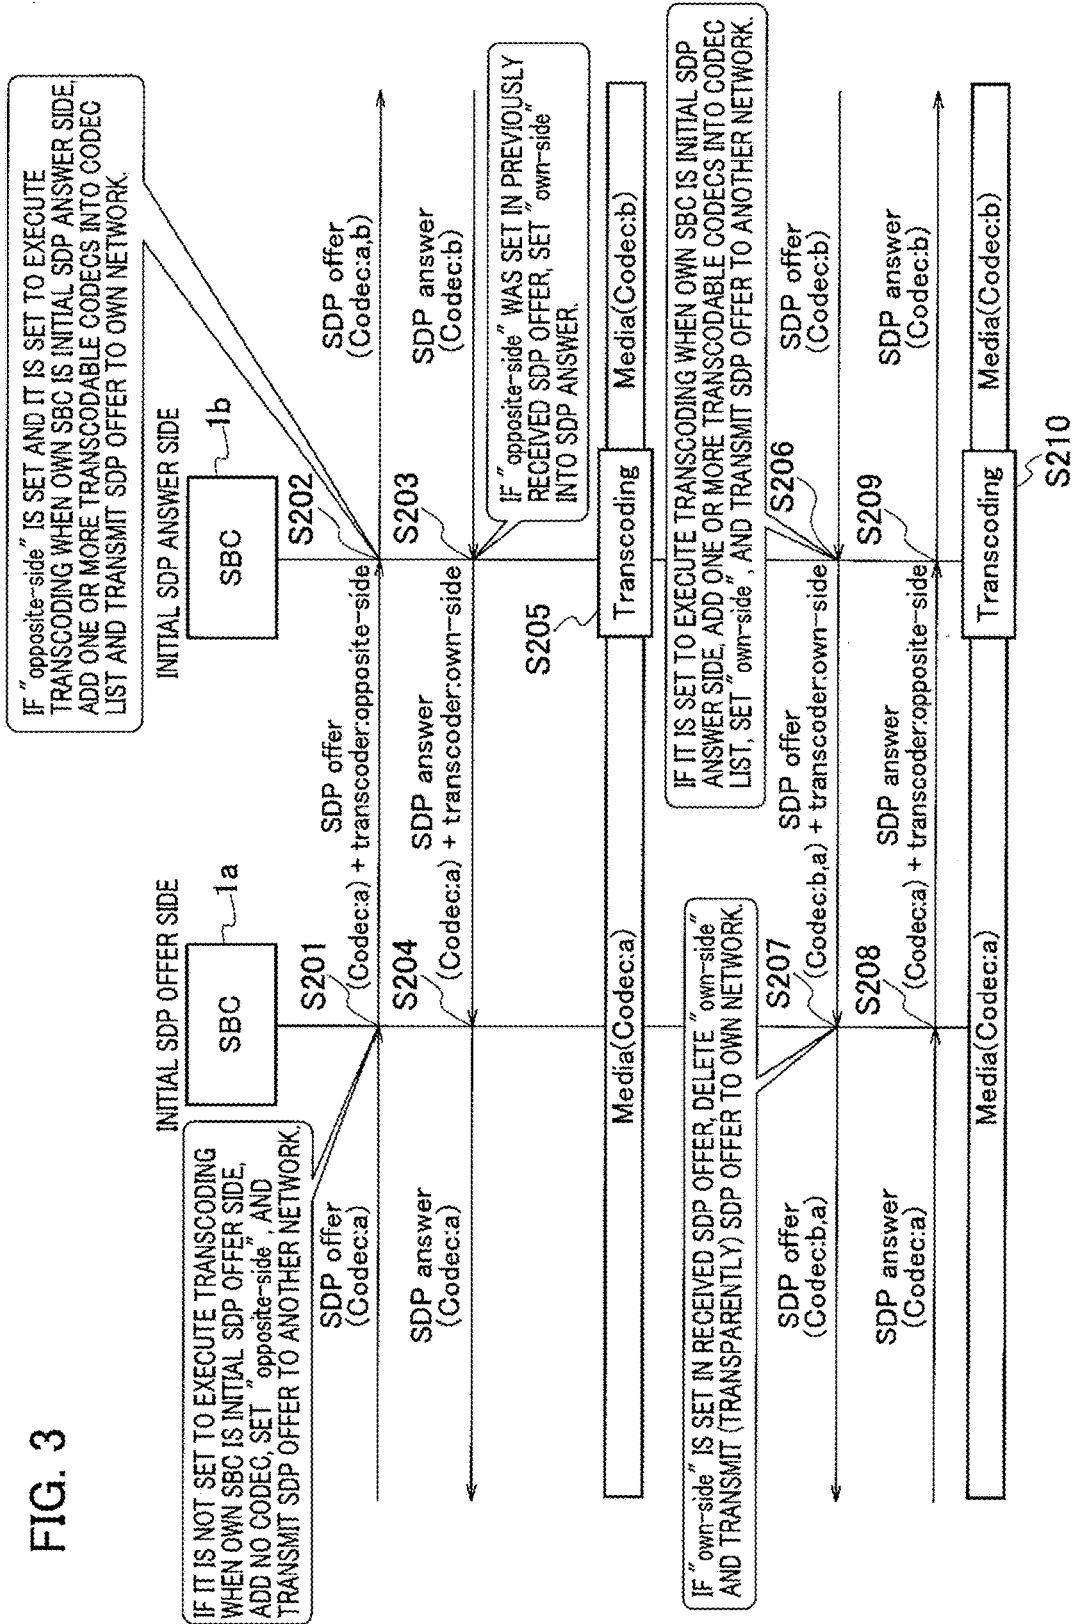 FIG. 3
INITIAL SDP OFFER SIDE
SBC
1a
INITIAL SDP ANSWER SIDE
SBC
1b
IF IT IS NOT SET TO EXECUTE TRANSCODING
WHEN OWN SBC IS INITIAL SDP OFFER SIDE,
ADD NO CODEC, SET "opposite-side", AND
TRANSMIT SDP OFFER TO ANOTHER NETWORK.
IF "opposite-side" IS SET AND IT IS SET TO EXECUTE
TRANSCODING WHEN OWN SBC IS INITIAL SDP ANSWER SIDE,
ADD ONE OR MORE TRANSCODABLE CODECS INTO CODEC
LIST AND TRANSMIT SDP OFFER TO OWN NETWORK.
SDP offer
(Codec:a)
S201
SDP offer
(Codec:a) + transcoder:opposite-side
S202
SDP offer
(Codec:a,b)
SDP answer
(Codec:a)
S204
SDP answer
(Codec:a) + transcoder:own-side
S203
SDP answer
(Codec:b)
IF "opposite-side" WAS SET IN PREVIOUSLY
RECEIVED SDP OFFER, SET "own-side"
INTO SDP ANSWER.
S205
Media(Codec:a)
Transcoding
Media(Codec:b)
IF "own-side" IS SET IN RECEIVED SDP OFFER, DELETE "own-side"
AND TRANSMIT (TRANSPARENTLY) SDP OFFER TO OWN NETWORK.
IF IT IS SET TO EXECUTE TRANSCODING WHEN OWN SBC IS INITIAL SDP
ANSWER SIDE, ADD ONE OR MORE TRANSCODABLE CODECS INTO CODEC
LIST, SET "own-side", AND TRANSMIT SDP OFFER TO ANOTHER NETWORK.
SDP offer
(Codec:b,a)
S207
SDP offer
(Codec:b,a) + transcoder:own-side
S206
SDP offer
(Codec:b)
SDP answer
(Codec:a)
S208
SDP answer
(Codec:a) + transcoder:opposite-side
S209
SDP answer
(Codec:b)
Media(Codec:a)
Transcoding
Media(Codec:b)
S210